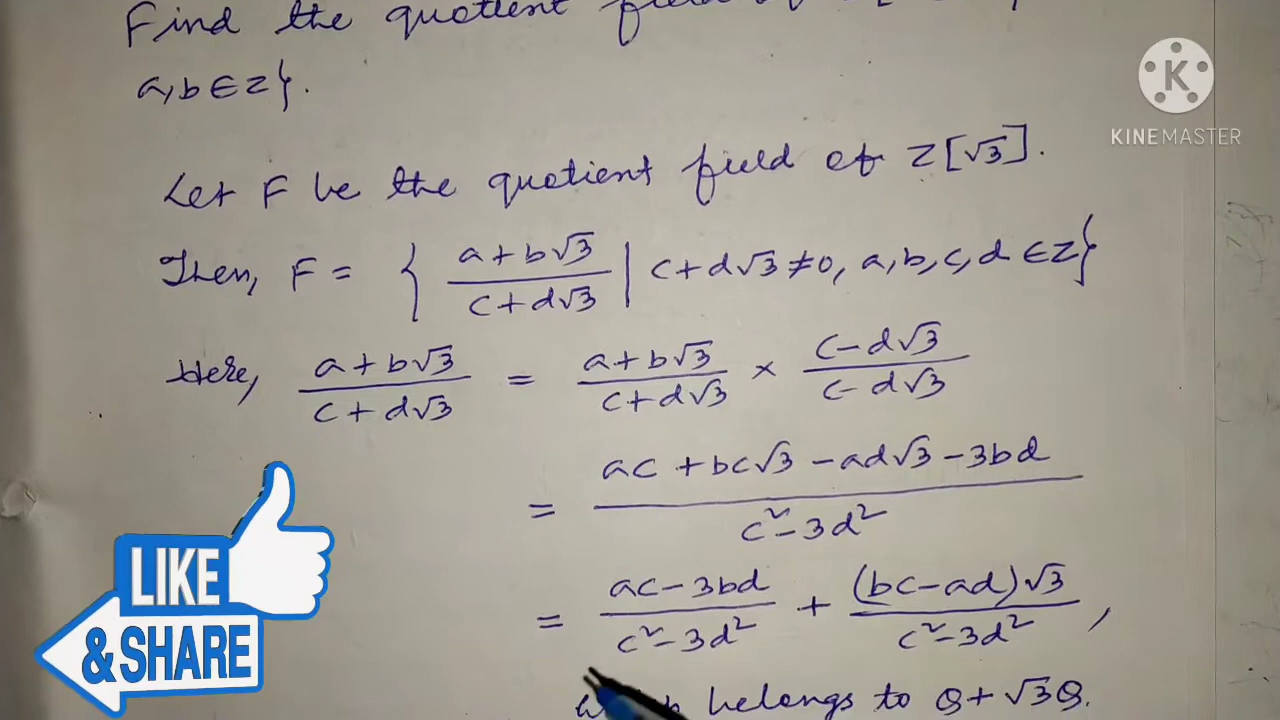 Find the quotient field of
a, b ∈ Z}.
Let F be the quotient field of Z[√3].
Then, F = { (a+b√3)/(c+d√3) | c+d√3 ≠ 0, a, b, c, d ∈ Z}
Here, (a+b√3)/(c+d√3) = (a+b√3)/(c+d√3) × (c-d√3)/(c-d√3)
= (ac+bc√3-ad√3-3bd)/(c²-3d²)
= (ac-3bd)/(c²-3d²) + (bc-ad)√3/(c²-3d²),
belongs to Q+√3Q.
K
KINEMASTER
LIKE
&SHARE